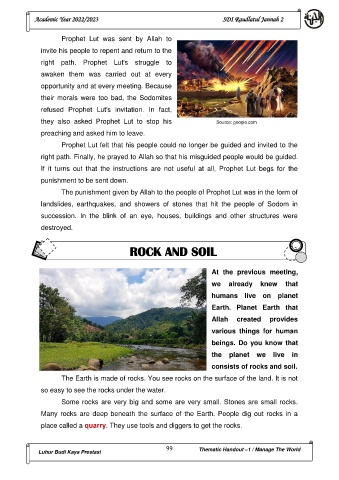 Academic Year 2022/2023
SDI Raudlatul Jannah 2
Prophet Lut was sent by Allah to
invite his people to repent and return to the
right path. Prophet Lut's struggle to
awaken them was carried out at every
opportunity and at every meeting. Because
their morals were too bad, the Sodomites
refused Prophet Lut's invitation. In fact,
they also asked Prophet Lut to stop his
Source: google.com
preaching and asked him to leave.
Prophet Lut felt that his people could no longer be guided and invited to the
right path. Finally, he prayed to Allah so that his misguided people would be guided.
If it turns out that the instructions are not useful at all, Prophet Lut begs for the
punishment to be sent down.
The punishment given by Allah to the people of Prophet Lut was in the form of
landslides, earthquakes, and showers of stones that hit the people of Sodom in
succession. In the blink of an eye, houses, buildings and other structures were
destroyed.
ROCK AND SOIL
At the previous meeting,
we already knew that
humans live on planet
Earth. Planet Earth that
Allah created provides
various things for human
beings. Do you know that
the planet we live in
consists of rocks and soil.
The Earth is made of rocks. You see rocks on the surface of the land. It is not
so easy to see the rocks under the water.
Some rocks are very big and some are very small. Stones are small rocks.
Many rocks are deep beneath the surface of the Earth. People dig out rocks in a
place called a quarry. They use tools and diggers to get the rocks.
Luhur Budi Kaya Prestasi
99
Thematic Handout –1 / Manage The World